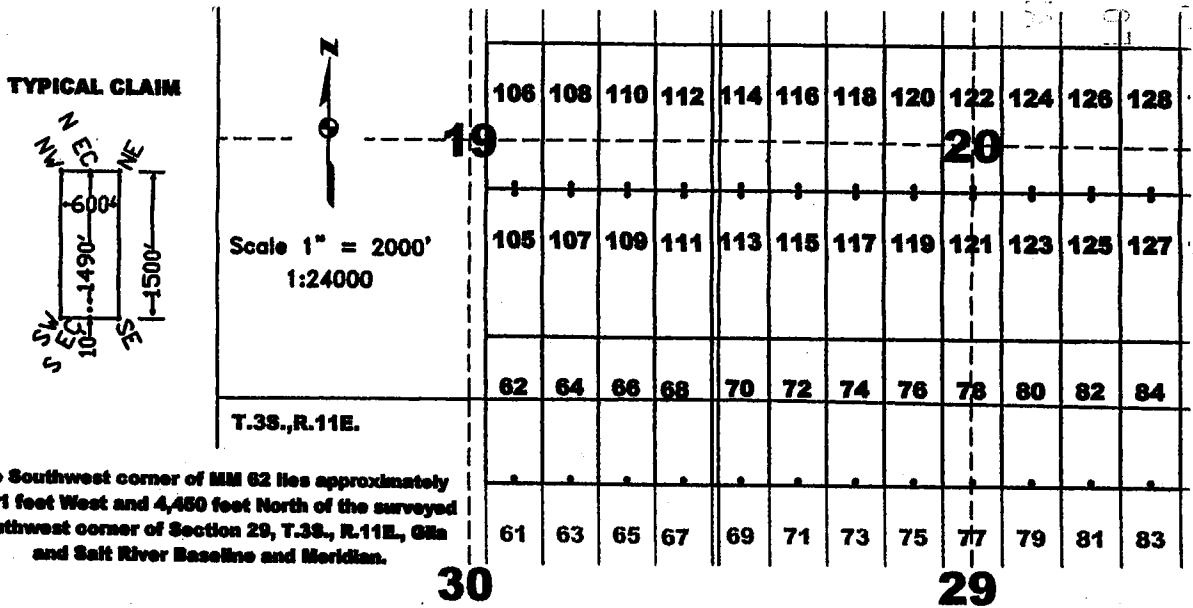 TYPICAL CLAIM
N EC
NW
NE
600'
1490'
1500'
SW
S EC
10'
SE
N
Scale 1" = 2000'
1:24000
T.3S.,R.11E.
Southwest corner of MM 62 lies approximately
1 feet West and 4,450 feet North of the surveyed
thwest corner of Section 29, T.3S., R.11E., Gila
and Salt River Baseline and Meridian.
106 108 110 112 114 116 118 120 122 124 126 128
19 20
105 107 109 111 113 115 117 119 121 123 125 127
62 64 66 68 70 72 74 76 78 80 82 84
61 63 65 67 69 71 73 75 77 79 81 83
30 29